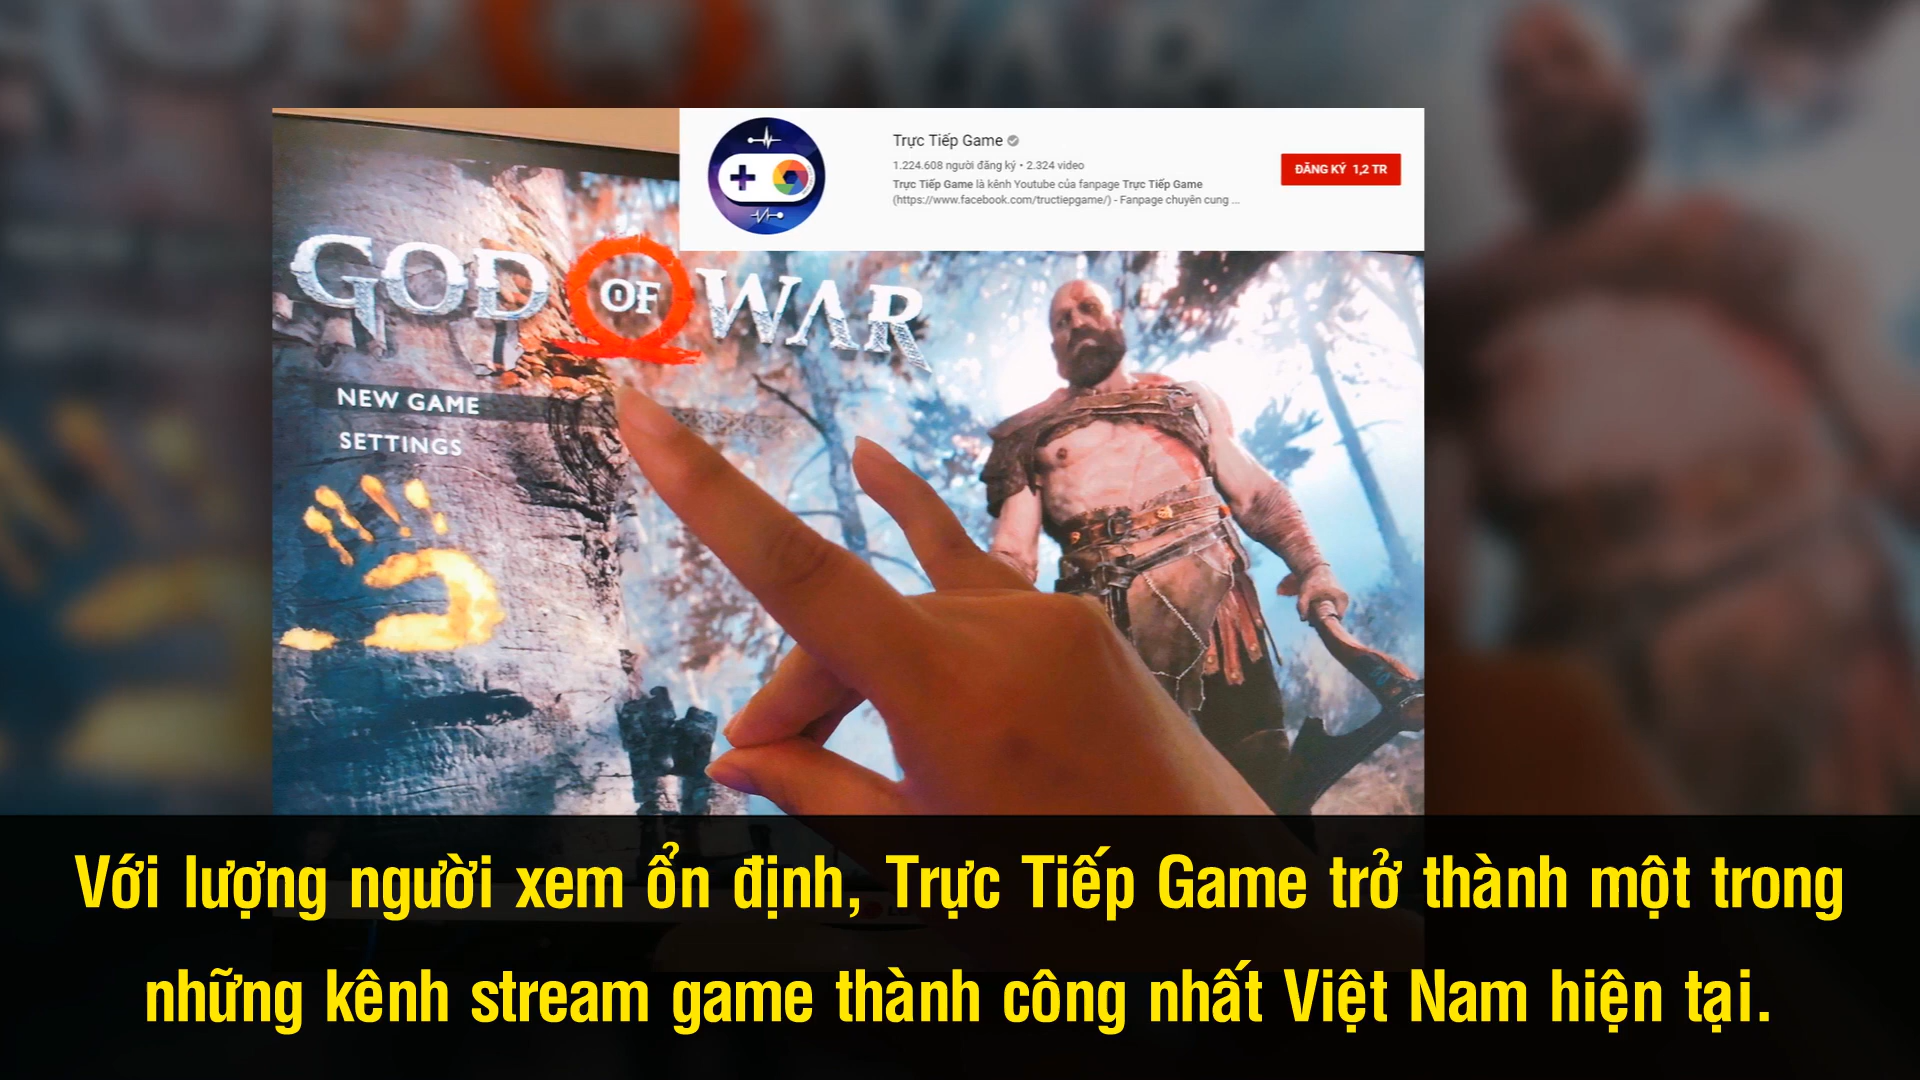 Trực Tiếp Game
1.224.608 người đăng ký • 2.324 video
Trực Tiếp Game là kênh Youtube của fanpage Trực Tiếp Game
(https://www.facebook.com/tructiepgame/) - Fanpage chuyên cung ...
ĐĂNG KÝ 1,2 TR
GOD OF WAR
NEW GAME
SETTINGS
Với lượng người xem ổn định, Trực Tiếp Game trở thành một trong
những kênh stream game thành công nhất Việt Nam hiện tại.